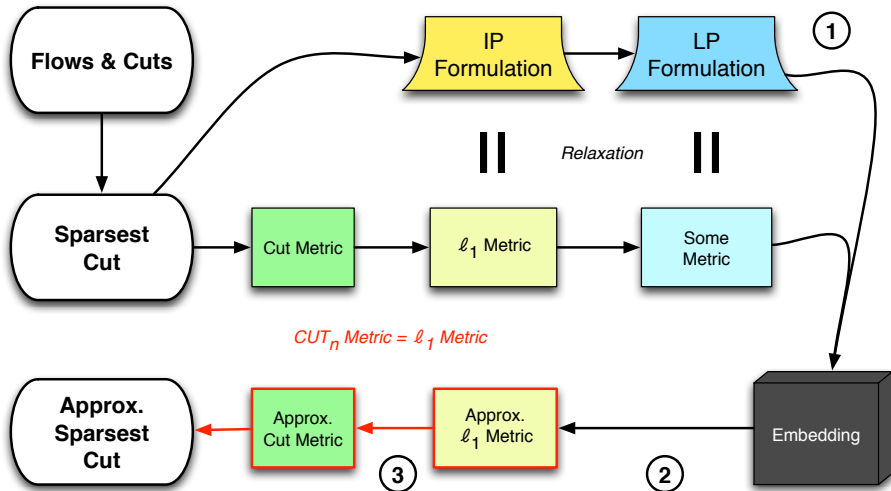 Flows & Cuts
IP
Formulation
LP
Formulation
1
Relaxation
Sparsest
Cut
Cut Metric
ℓ1 Metric
Some
Metric
CUTn Metric = ℓ1 Metric
Approx.
Sparsest
Cut
Approx.
Cut Metric
Approx.
ℓ1 Metric
Embedding
3
2